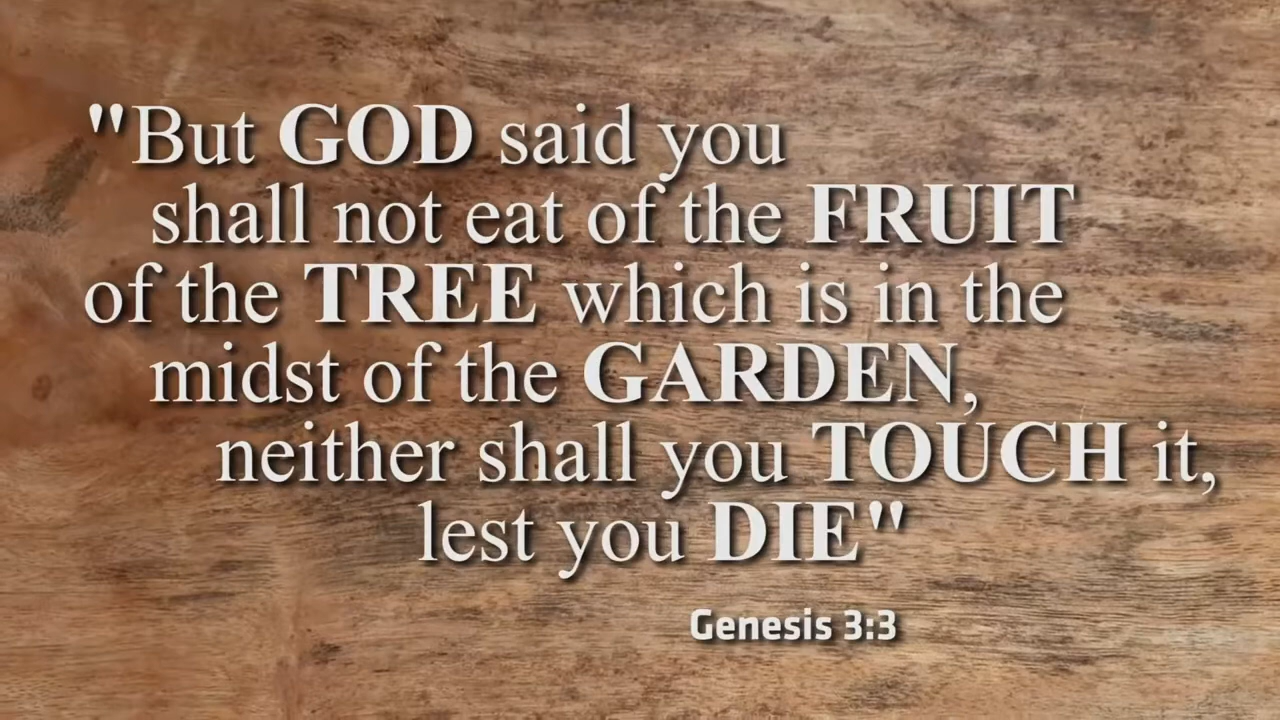 "But GOD said you
shall not eat of the FRUIT
of the TREE which is in the
midst of the GARDEN,
neither shall you TOUCH it,
lest you DIE"
Genesis 3:3